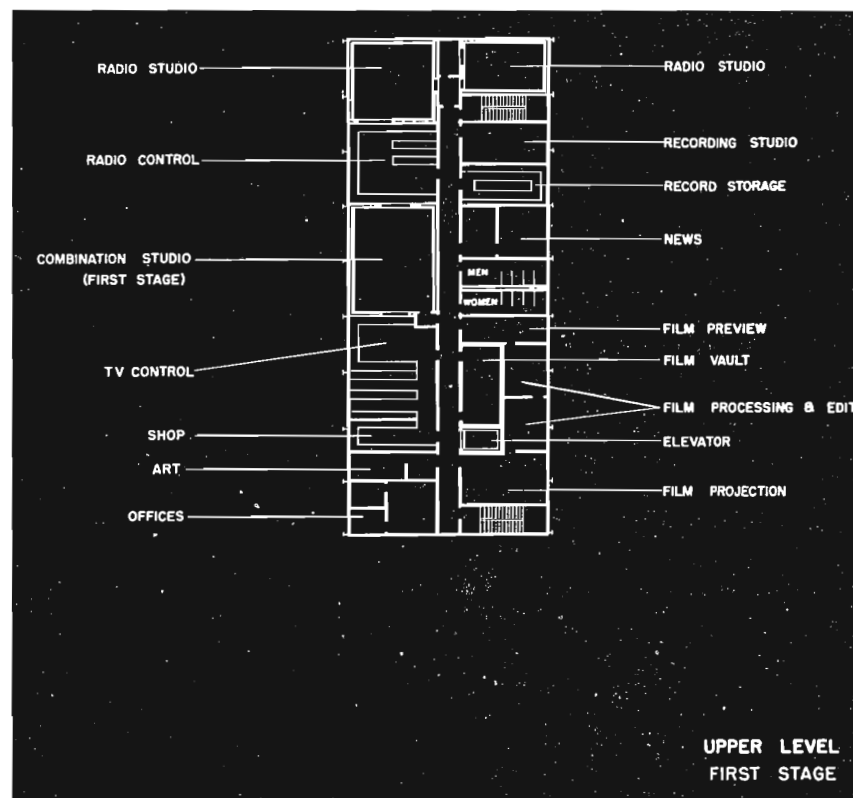 RADIO STUDIO
RADIO STUDIO
RECORDING STUDIO
RADIO CONTROL
RECORD STORAGE
NEWS
COMBINATION STUDIO
(FIRST STAGE)
MEN
WOMEN
FILM PREVIEW
FILM VAULT
TV CONTROL
FILM PROCESSING & EDIT
SHOP
ELEVATOR
ART
FILM PROJECTION
OFFICES
UPPER LEVEL
FIRST STAGE